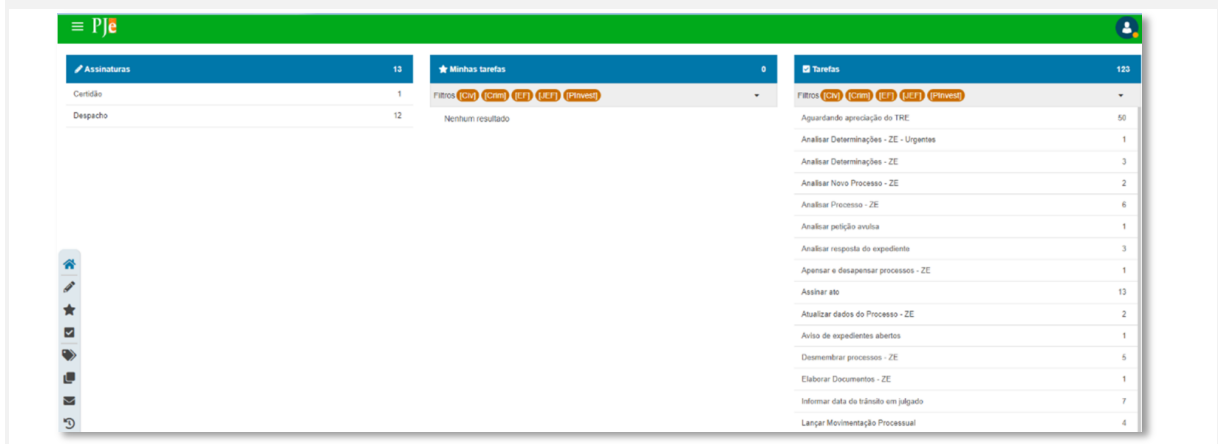 PJe
Assinaturas 13
Certidão 1
Despacho 12
Minhas tarefas 0
Filtros (Cív) (Crim) (EF) (JEF) (PInvest)
Nenhum resultado
Tarefas 123
Filtros (Cív) (Crim) (EF) (JEF) (PInvest)
Aguardando apreciação do TRE 50
Analisar Determinações - ZE - Urgentes 1
Analisar Determinações - ZE 3
Analisar Novo Processo - ZE 2
Analisar Processo - ZE 6
Analisar petição avulsa 1
Analisar resposta do expediente 3
Apensar e desapensar processos - ZE 1
Assinar ato 13
Atualizar dados do Processo - ZE 2
Aviso de expedientes abertos 1
Desmembrar processos - ZE 5
Elaborar Documentos - ZE 1
Informar data do trânsito em julgado 7
Lançar Movimentação Processual 4